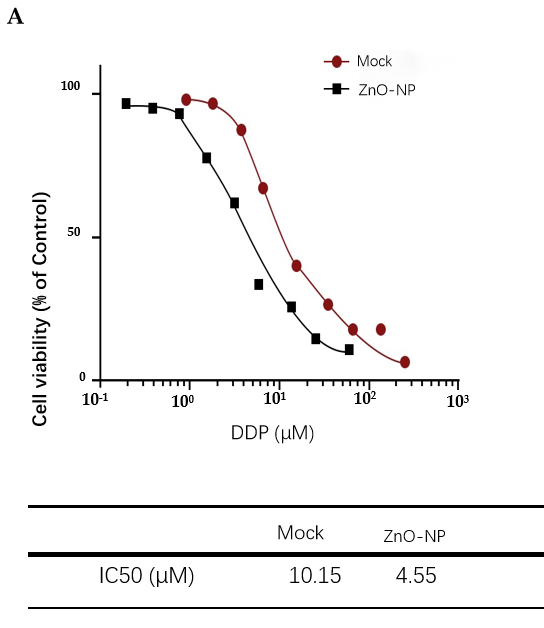 A
Mock
ZnO-NP
100
50
0
Cell viability (% of Control)
10-1 10⁰ 10¹ 10² 10³
DDP (μM)
Mock ZnO-NP
IC50 (μM) 10.15 4.55